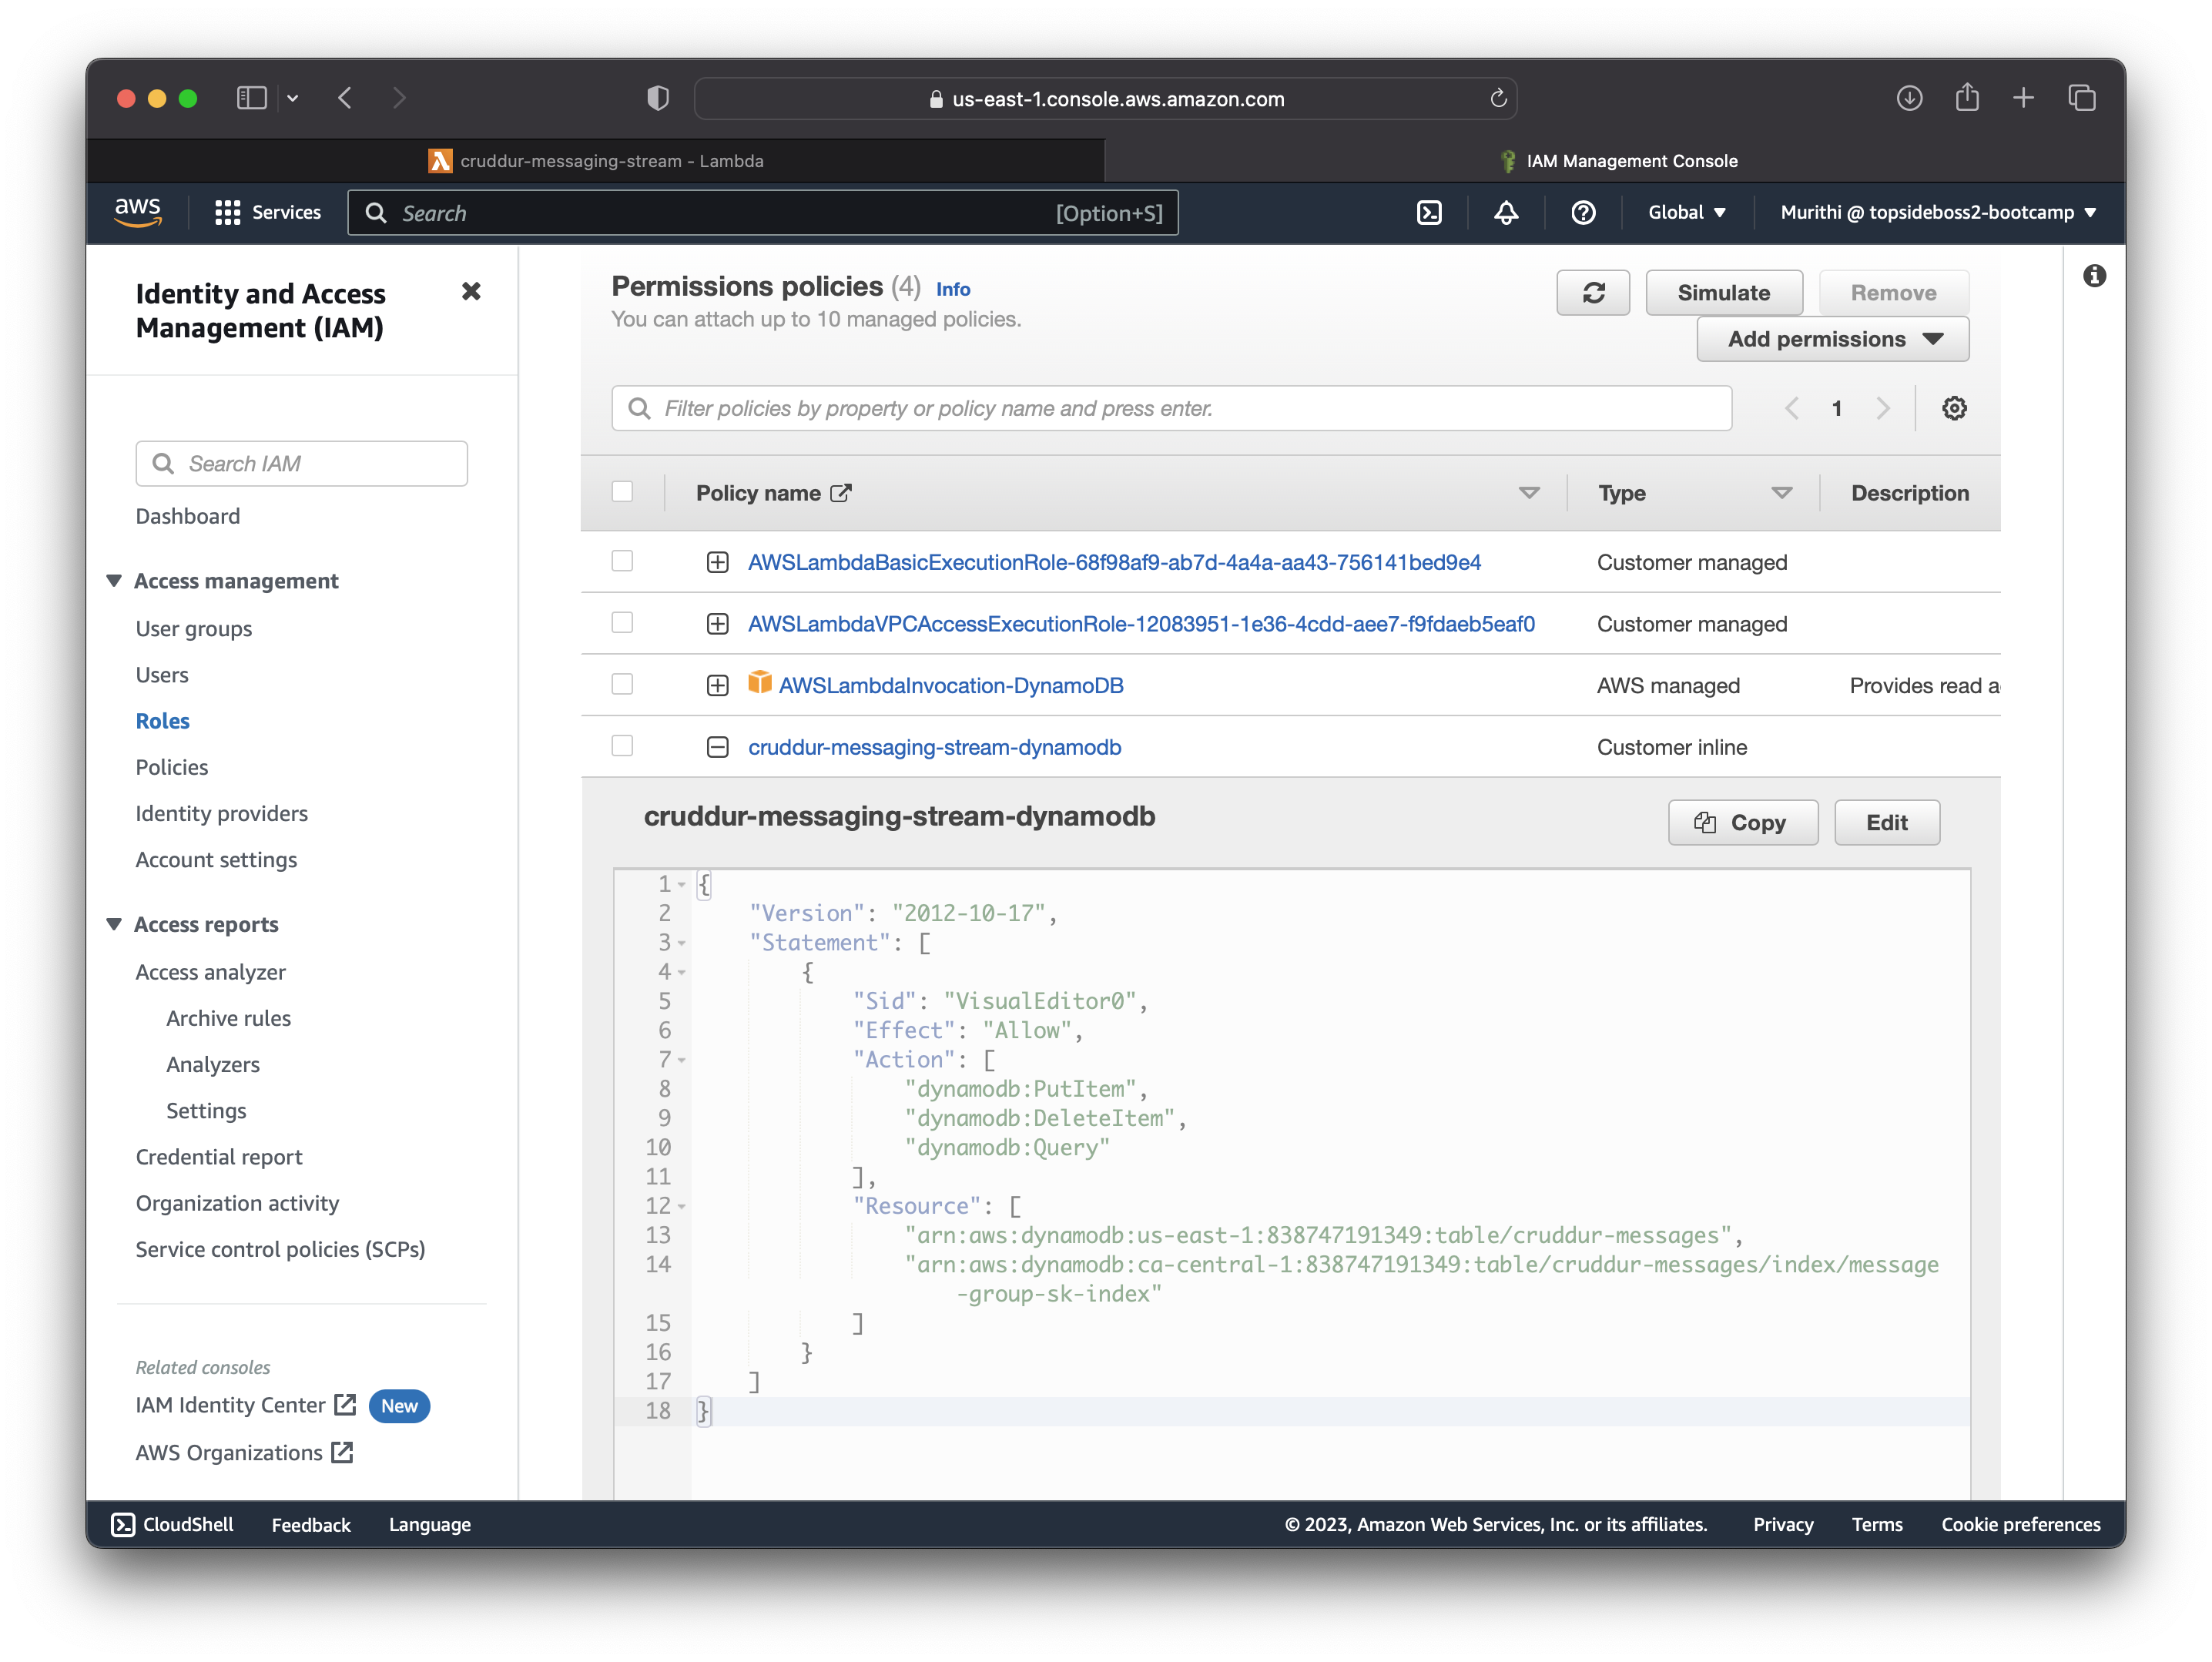 us-east-1.console.aws.amazon.com
cruddur-messaging-stream - Lambda
IAM Management Console
aws
Services
Search
[Option+S]
Global
Murithi @ topsideboss2-bootcamp
Identity and Access
Management (IAM)
Search IAM
Dashboard
Access management
User groups
Users
Roles
Policies
Identity providers
Account settings
Access reports
Access analyzer
Archive rules
Analyzers
Settings
Credential report
Organization activity
Service control policies (SCPs)
Related consoles
IAM Identity Center New
AWS Organizations
Permissions policies (4) Info
You can attach up to 10 managed policies.
Simulate
Remove
Add permissions
Filter policies by property or policy name and press enter.
1
Policy name Type Description
AWSLambdaBasicExecutionRole-68f98af9-ab7d-4a4a-aa43-756141bed9e4 Customer managed
AWSLambdaVPCAccessExecutionRole-12083951-1e36-4cdd-aee7-f9fdaeb5eaf0 Customer managed
AWSLambdaInvocation-DynamoDB AWS managed Provides read a
cruddur-messaging-stream-dynamodb Customer inline
cruddur-messaging-stream-dynamodb
Copy
Edit
1 {
2 "Version": "2012-10-17",
3 "Statement": [
4 {
5 "Sid": "VisualEditor0",
6 "Effect": "Allow",
7 "Action": [
8 "dynamodb:PutItem",
9 "dynamodb:DeleteItem",
10 "dynamodb:Query"
11 ],
12 "Resource": [
13 "arn:aws:dynamodb:us-east-1:838747191349:table/cruddur-messages",
14 "arn:aws:dynamodb:ca-central-1:838747191349:table/cruddur-messages/index/message
-group-sk-index"
15 ]
16 }
17 ]
18 }
CloudShell
Feedback
Language
© 2023, Amazon Web Services, Inc. or its affiliates.
Privacy
Terms
Cookie preferences